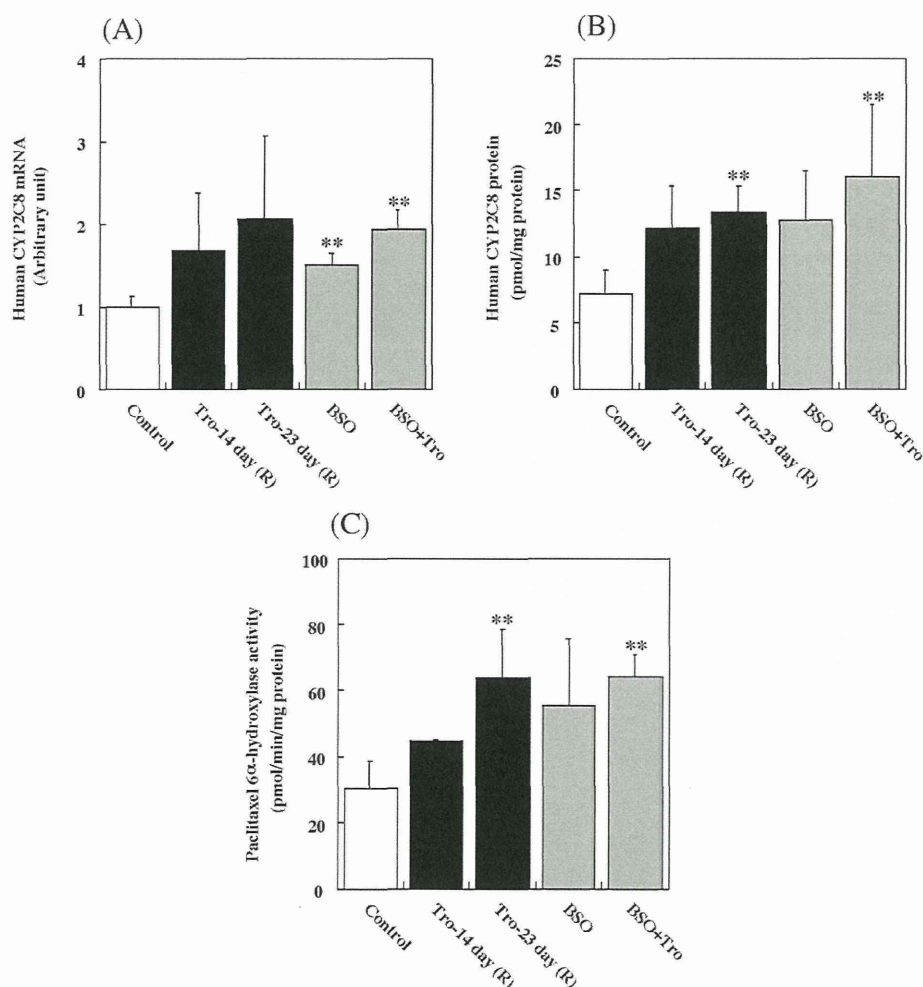 (A)
Human CYP2C8 mRNA
(Arbitrary unit)
4
3
2
1
0
**
**
Control
Tro-14 day (R)
Tro-23 day (R)
BSO
BSO+Tro
(B)
Human CYP2C8 protein
(pmol/mg protein)
25
20
15
10
5
0
**
**
Control
Tro-14 day (R)
Tro-23 day (R)
BSO
BSO+Tro
(C)
Paclitaxel 6α-hydroxylase activity
(pmol/min/mg protein)
100
80
60
40
20
0
**
**
Control
Tro-14 day (R)
Tro-23 day (R)
BSO
BSO+Tro